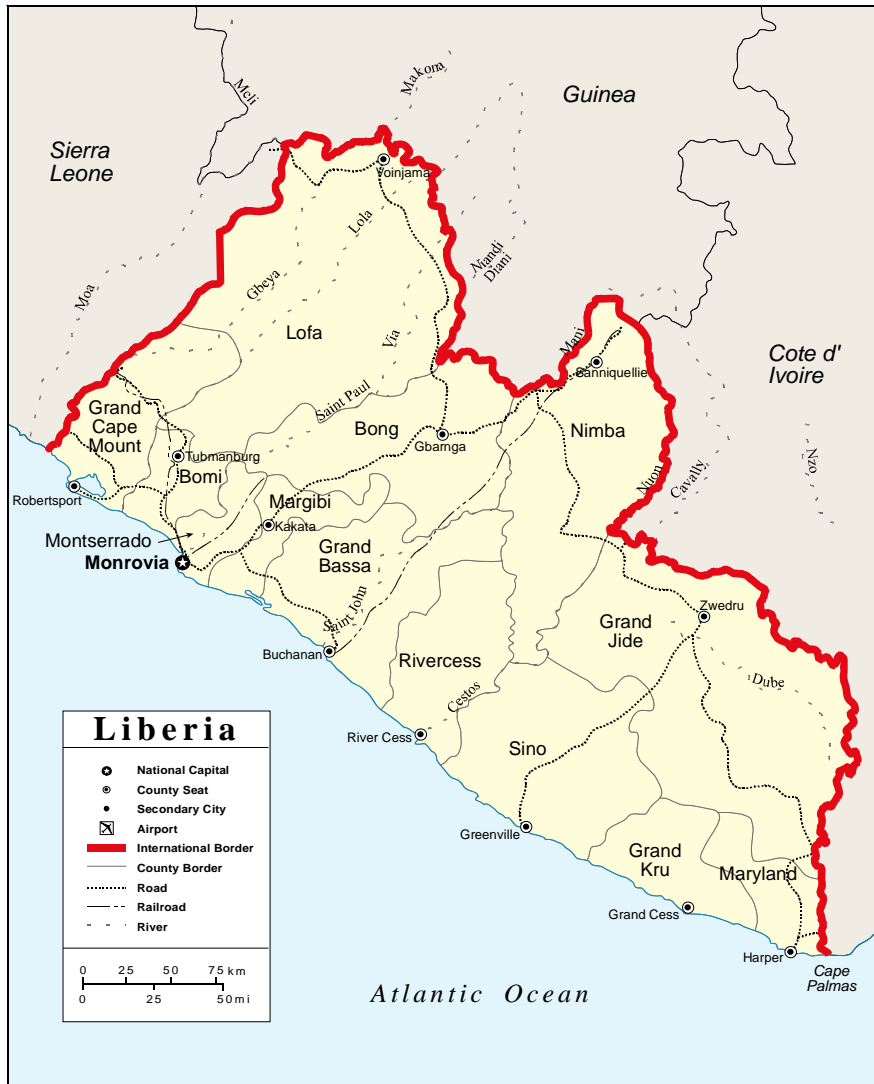 Meli
Makona
Guinea
Sierra
Leone
Voinjama
Lola
Niandi
Diani
Gbeya
Moa
Lofa
Via
Mani
Sanniquellie
Cote d'
Ivoire
Grand
Cape
Mount
Saint Paul
Bong
Gbarnga
Nimba
Tubmanburg
Bomi
Nzo
Nuon
Cavally
Robertsport
Margibi
Kakata
Montserrado
Monrovia
Grand
Bassa
Saint John
Zwedru
Grand
Jide
Buchanan
Rivercess
Dube
Cestos
River Cess
Sino
Greenville
Grand
Kru
Maryland
Grand Cess
Harper
Cape
Palmas
Atlantic Ocean
Liberia
National Capital
County Seat
Secondary City
Airport
International Border
County Border
Road
Railroad
River
0 25 50 75 km
0 25 50 mi